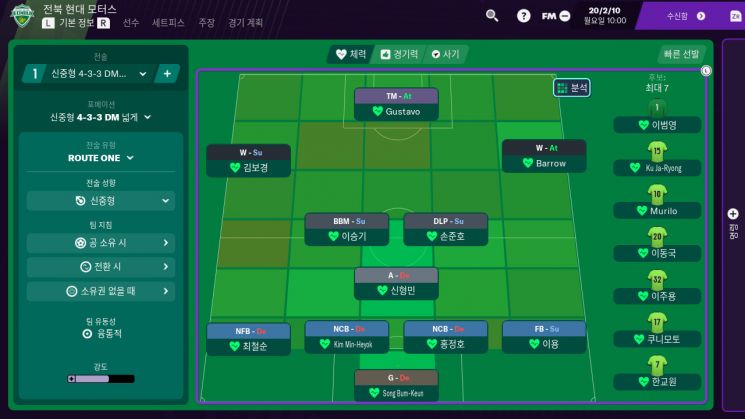 전북 현대 모터스
L 기본 정보 R 선수 세트피스 주장 경기 계획
? FM
20/2/10
월요일 10:00
수신함
ZR
전술
1 신중형 4-3-3 DM...
포메이션
신중형 4-3-3 DM 넓게
전술 유형
ROUTE ONE
전술 성향
신중형
팀 지침
공 소유 시
전환 시
소유권 없을 때
팀 유동성
유동적
강도
체력 경기력 사기
빠른 선발
L
분석
TM - At
Gustavo
W - Su
김보경
W - At
Barrow
BBM - Su
이승기
DLP - Su
손준호
A - De
신형민
NFB - De
최철순
NCB - De
Kim Min-Hyeok
NCB - De
홍정호
FB - Su
이용
G - De
Song Bum-Keun
후보:
최대 7
1
이범영
15
Ku Ja-Ryong
10
Murilo
20
이동국
32
이주용
17
쿠니모토
7
한교원